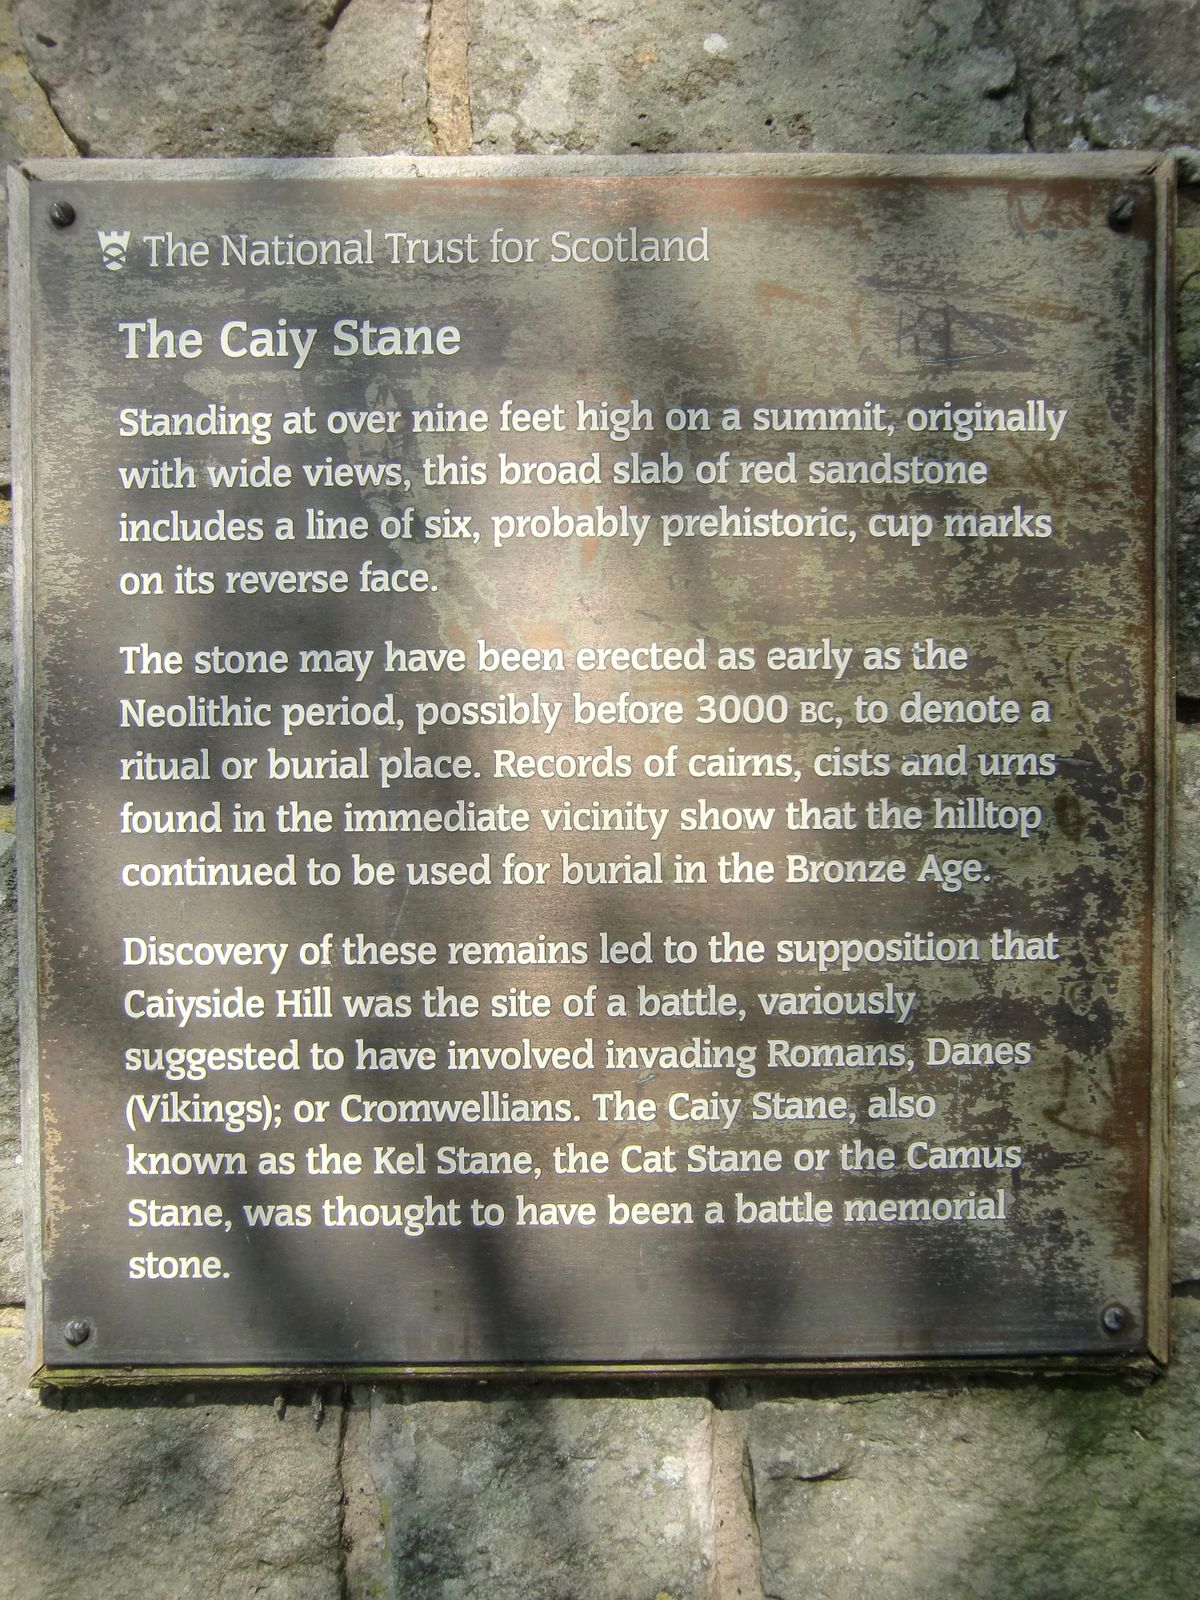 The National Trust for Scotland
The Caiy Stane
Standing at over nine feet high on a summit, originally
with wide views, this broad slab of red sandstone
includes a line of six, probably prehistoric, cup marks
on its reverse face.
The stone may have been erected as early as the
Neolithic period, possibly before 3000 BC, to denote a
ritual or burial place. Records of cairns, cists and urns
found in the immediate vicinity show that the hilltop
continued to be used for burial in the Bronze Age.
Discovery of these remains led to the supposition that
Caiyside Hill was the site of a battle, variously
suggested to have involved invading Romans, Danes
(Vikings); or Cromwellians. The Caiy Stane, also
known as the Kel Stane, the Cat Stane or the Camus
Stane, was thought to have been a battle memorial
stone.